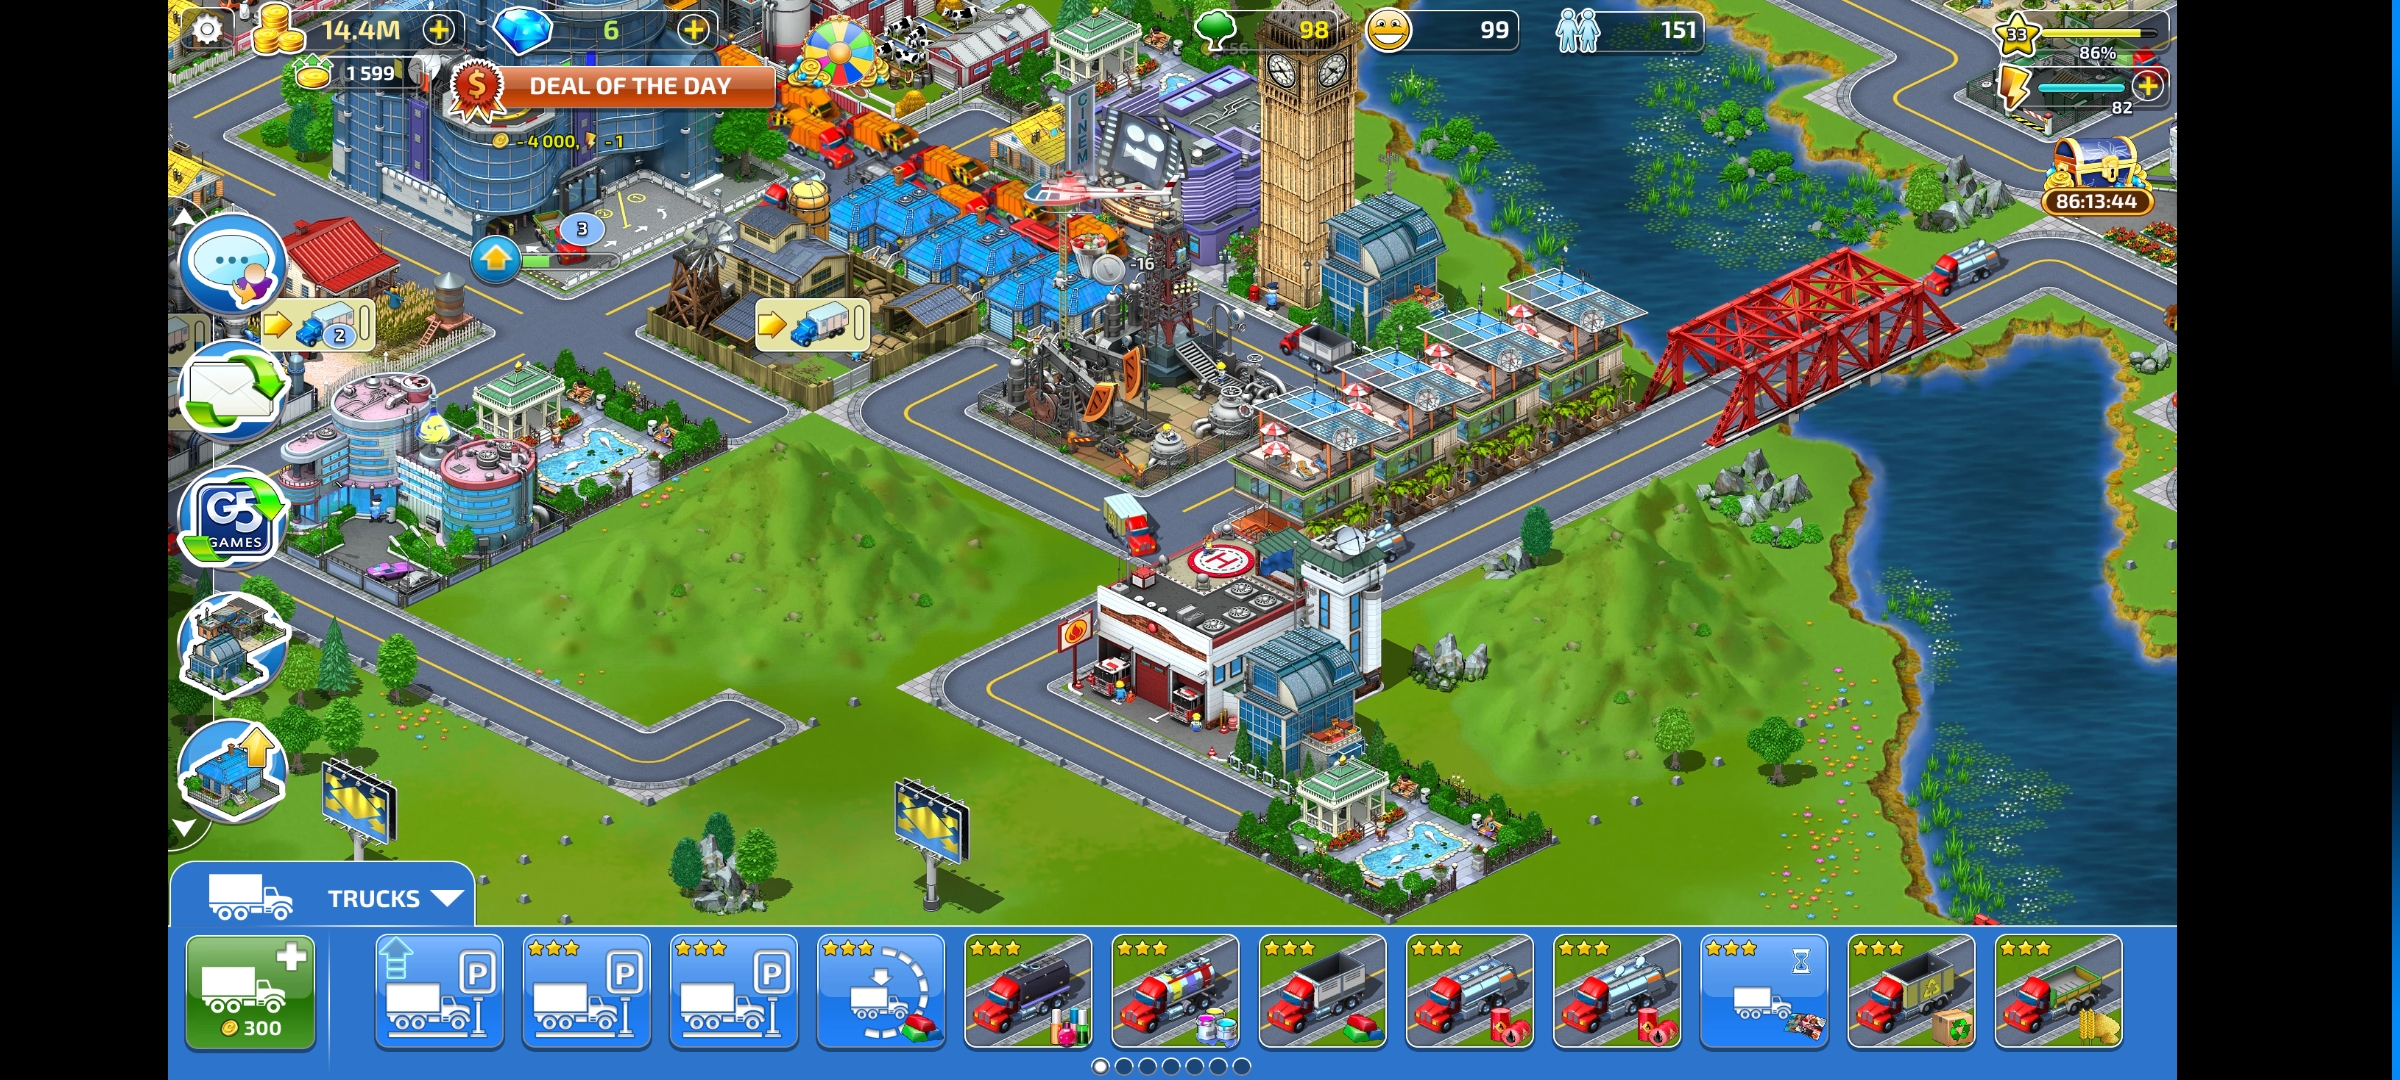 14.4M
6
98
99
151
33
86%
1 599
DEAL OF THE DAY
82
- 4 000, - 1
86:13:44
CINEM
3
-16
2
G5
GAMES
H
TRUCKS
300
P
P
P